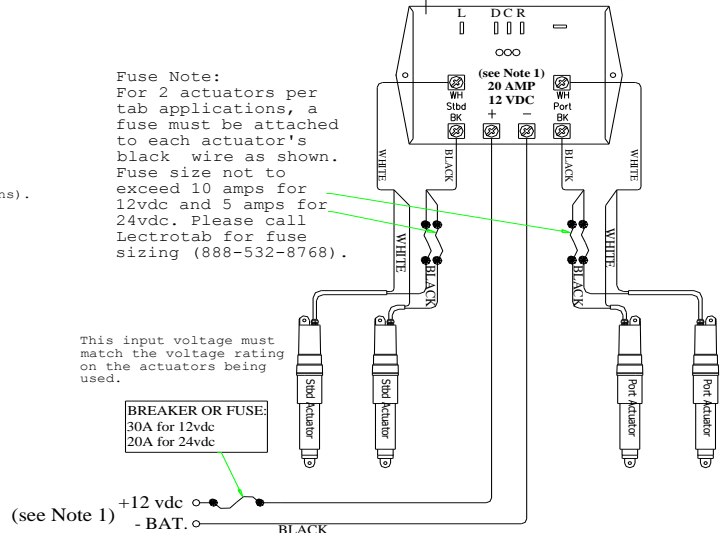 L D C R
(see Note 1)
20 AMP
12 VDC
WH
Stbd
BK
+
−
WH
Port
BK
Fuse Note:
For 2 actuators per
tab applications, a
fuse must be attached
to each actuator's
black wire as shown.
Fuse size not to
exceed 10 amps for
12vdc and 5 amps for
24vdc. Please call
Lectrotab for fuse
sizing (888-532-8768).
ns).
WHITE
BLACK
BLACK
WHITE
WHITE
BLACK
BLACK
WHITE
This input voltage must
match the voltage rating
on the actuators being
used.
Stbd Actuator
Stbd Actuator
Port Actuator
Port Actuator
BREAKER OR FUSE:
30A for 12vdc
20A for 24vdc
(see Note 1)
+12 vdc
- BAT.
BLACK